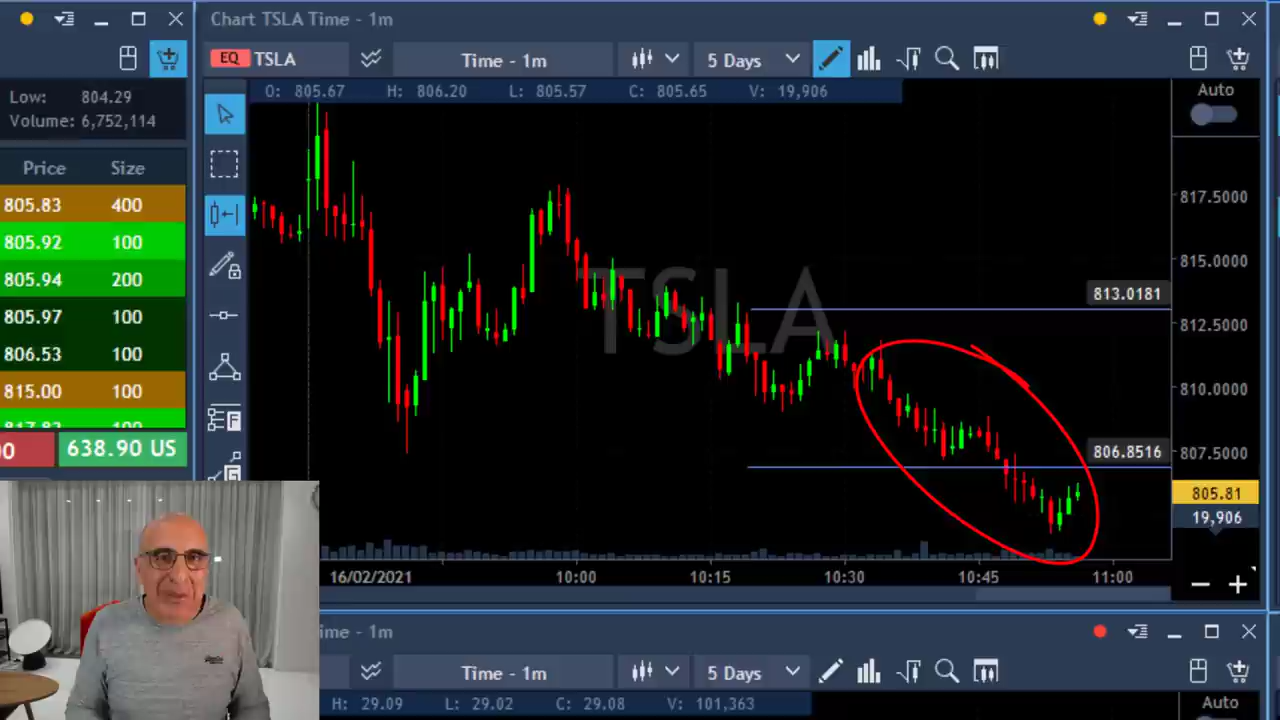 Chart TSLA Time - 1m
EQ TSLA
Time - 1m
5 Days
Low: 804.29
Volume: 6,752,114
O: 805.67 H: 806.20 L: 805.57 C: 805.65 V: 19,906
Auto
Price Size
805.83 400
805.92 100
805.94 200
805.97 100
806.53 100
815.00 100
638.90 US
TSLA
817.5000
815.0000
813.0181
812.5000
810.0000
807.5000
806.8516
805.81
19,906
16/02/2021 10:00 10:15 10:30 10:45 11:00
ime - 1m
Time - 1m
5 Days
H: 29.09 L: 29.02 C: 29.08 V: 101,363
Auto